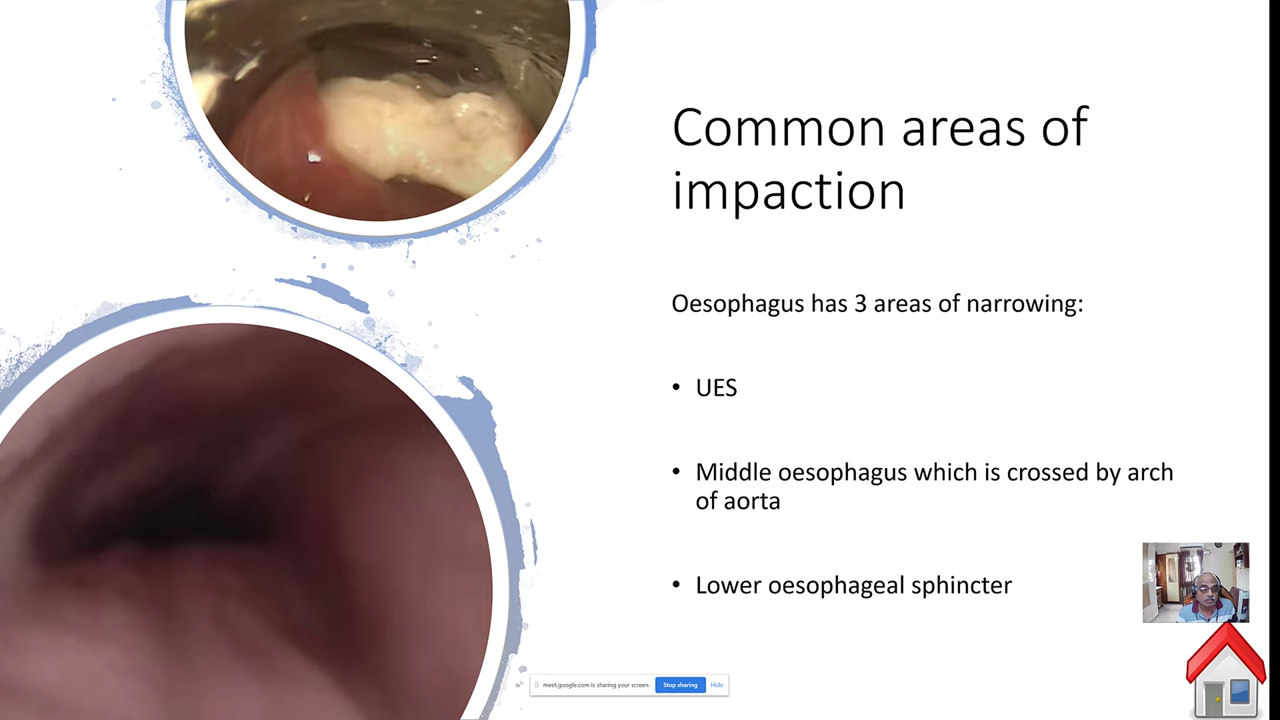 Common areas of
impaction
Oesophagus has 3 areas of narrowing:
• UES
• Middle oesophagus which is crossed by arch
of aorta
• Lower oesophageal sphincter
meet.google.com is sharing your screen.
Stop sharing
Hide